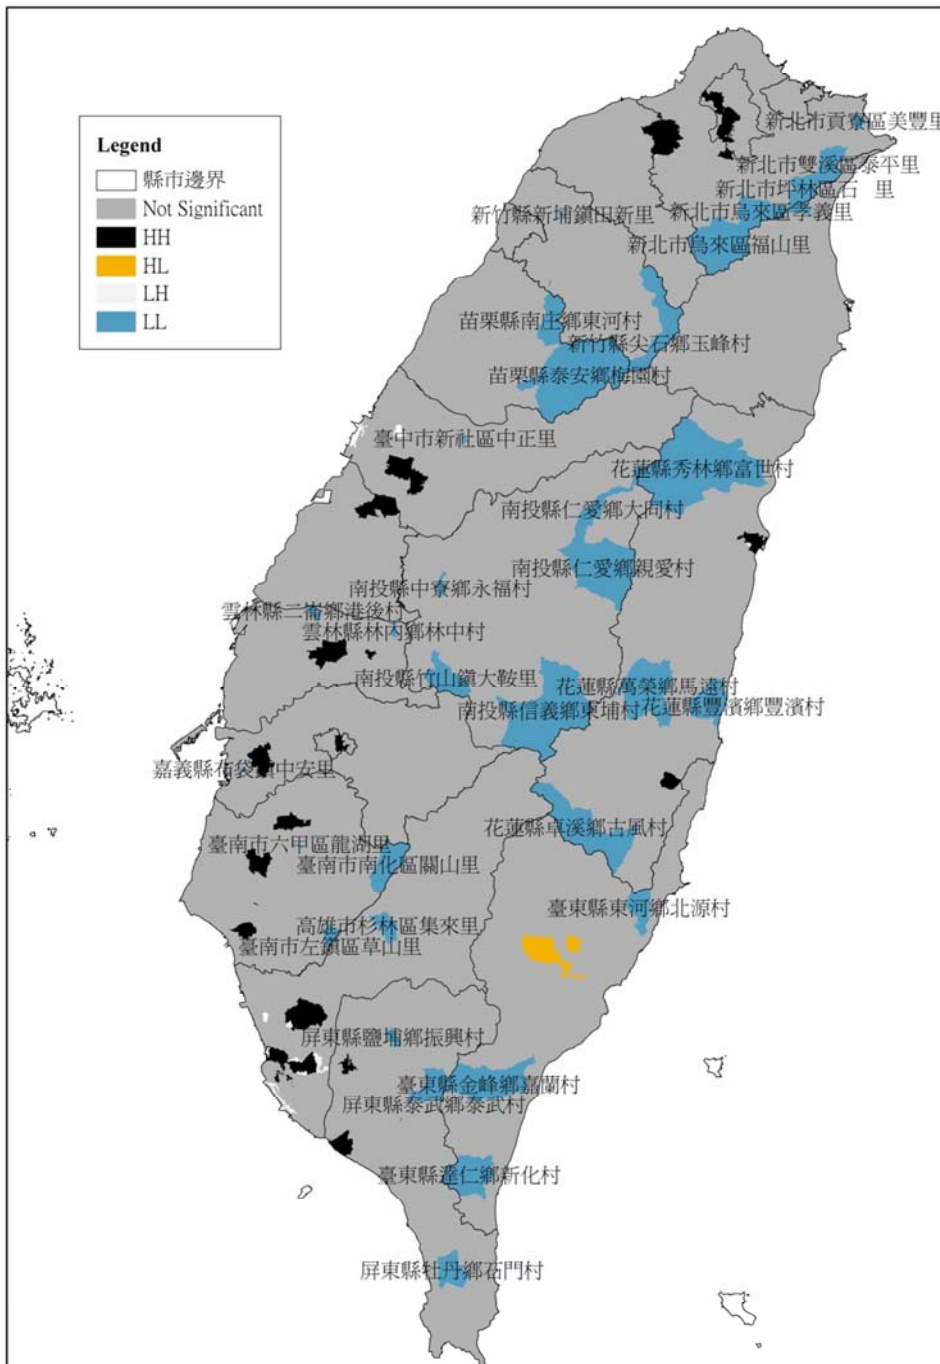 Legend
縣市邊界
Not Significant
HH
HL
LH
LL
新北市貢寮區美豐里
新北市雙溪區泰平里
新北市坪林區石 里
新竹縣新埔鎮田新里
新北市烏來區孝義里
新北市烏來區福山里
苗栗縣南庄鄉東河村
新竹縣尖石鄉玉峰村
苗栗縣泰安鄉梅園村
臺中市新社區中正里
花蓮縣秀林鄉富世村
南投縣仁愛鄉大同村
南投縣仁愛鄉親愛村
南投縣中寮鄉永福村
雲林縣二崙鄉港後村
雲林縣林內鄉林中村
南投縣竹山鎮大鞍里
花蓮縣萬榮鄉馬遠村
南投縣信義鄉東埔村
花蓮縣豐濱鄉豐濱村
嘉義縣布袋鎮中安里
花蓮縣卓溪鄉古風村
臺南市六甲區龍湖里
臺南市南化區關山里
臺東縣東河鄉北源村
高雄市杉林區集來里
臺南市左鎮區草山里
屏東縣鹽埔鄉振興村
臺東縣金峰鄉嘉蘭村
屏東縣泰武鄉泰武村
臺東縣達仁鄉新化村
屏東縣牡丹鄉石門村